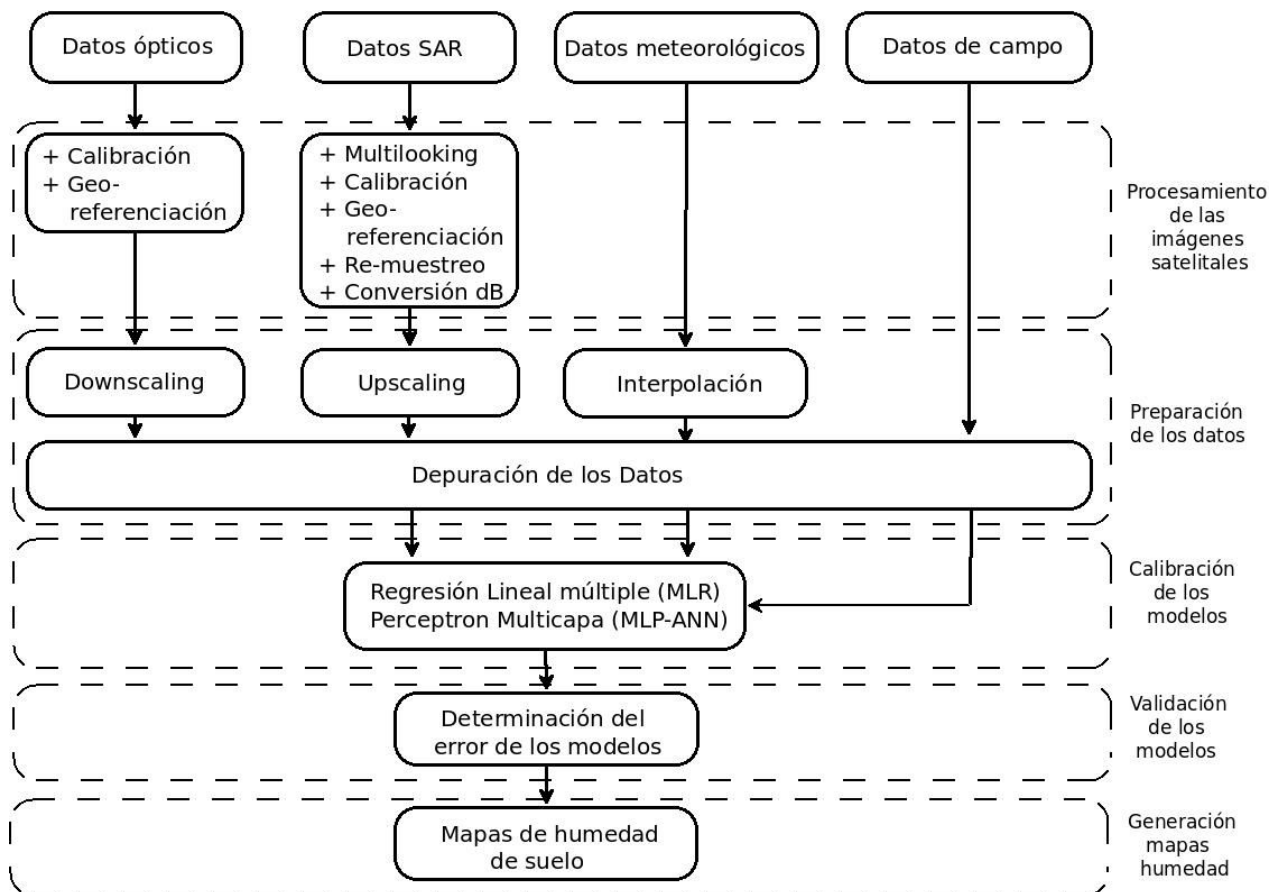 Datos ópticos
Datos SAR
Datos meteorológicos
Datos de campo
+ Calibración
+ Geo-
referenciación
+ Multilooking
+ Calibración
+ Geo-
referenciación
+ Re-muestreo
+ Conversión dB
Procesamiento
de las
imágenes
satelitales
Downscaling
Upscaling
Interpolación
Preparación
de los datos
Depuración de los Datos
Regresión Lineal múltiple (MLR)
Perceptron Multicapa (MLP-ANN)
Calibración
de los
modelos
Determinación del
error de los modelos
Validación
de los
modelos
Mapas de humedad
de suelo
Generación
mapas
humedad